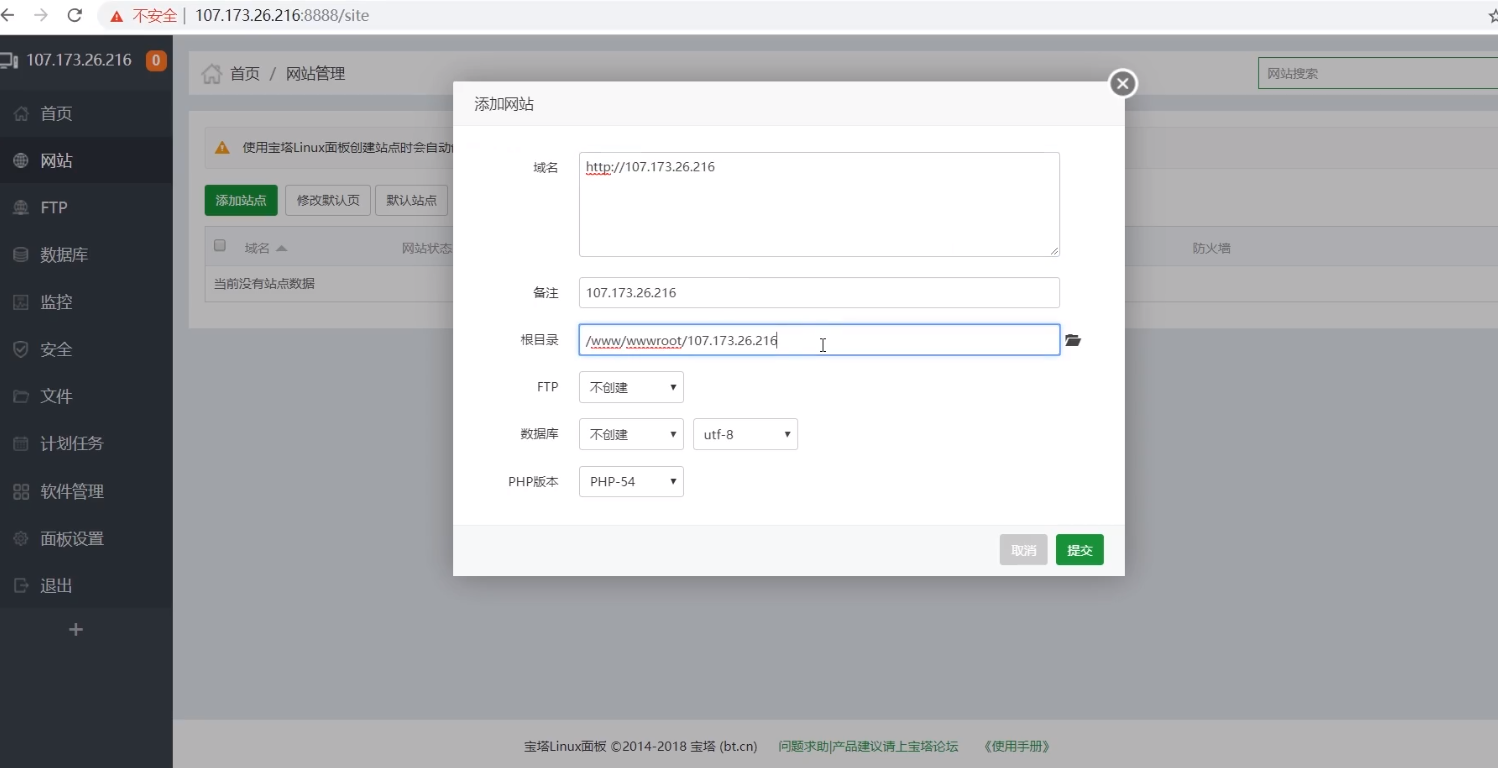 不安全 | 107.173.26.216:8888/site
107.173.26.216 0
首页
网站
FTP
数据库
监控
安全
文件
计划任务
软件管理
面板设置
退出
首页 / 网站管理
网站搜索
使用宝塔Linux面板创建站点时会自动
添加站点 修改默认页 默认站点
域名 网站状态 防火墙
当前没有站点数据
添加网站
域名 http://107.173.26.216
备注 107.173.26.216
根目录 /www/wwwroot/107.173.26.216
FTP 不创建
数据库 不创建 utf-8
PHP版本 PHP-54
取消 提交
宝塔Linux面板 ©2014-2018 宝塔 (bt.cn) 问题求助|产品建议请上宝塔论坛 《使用手册》